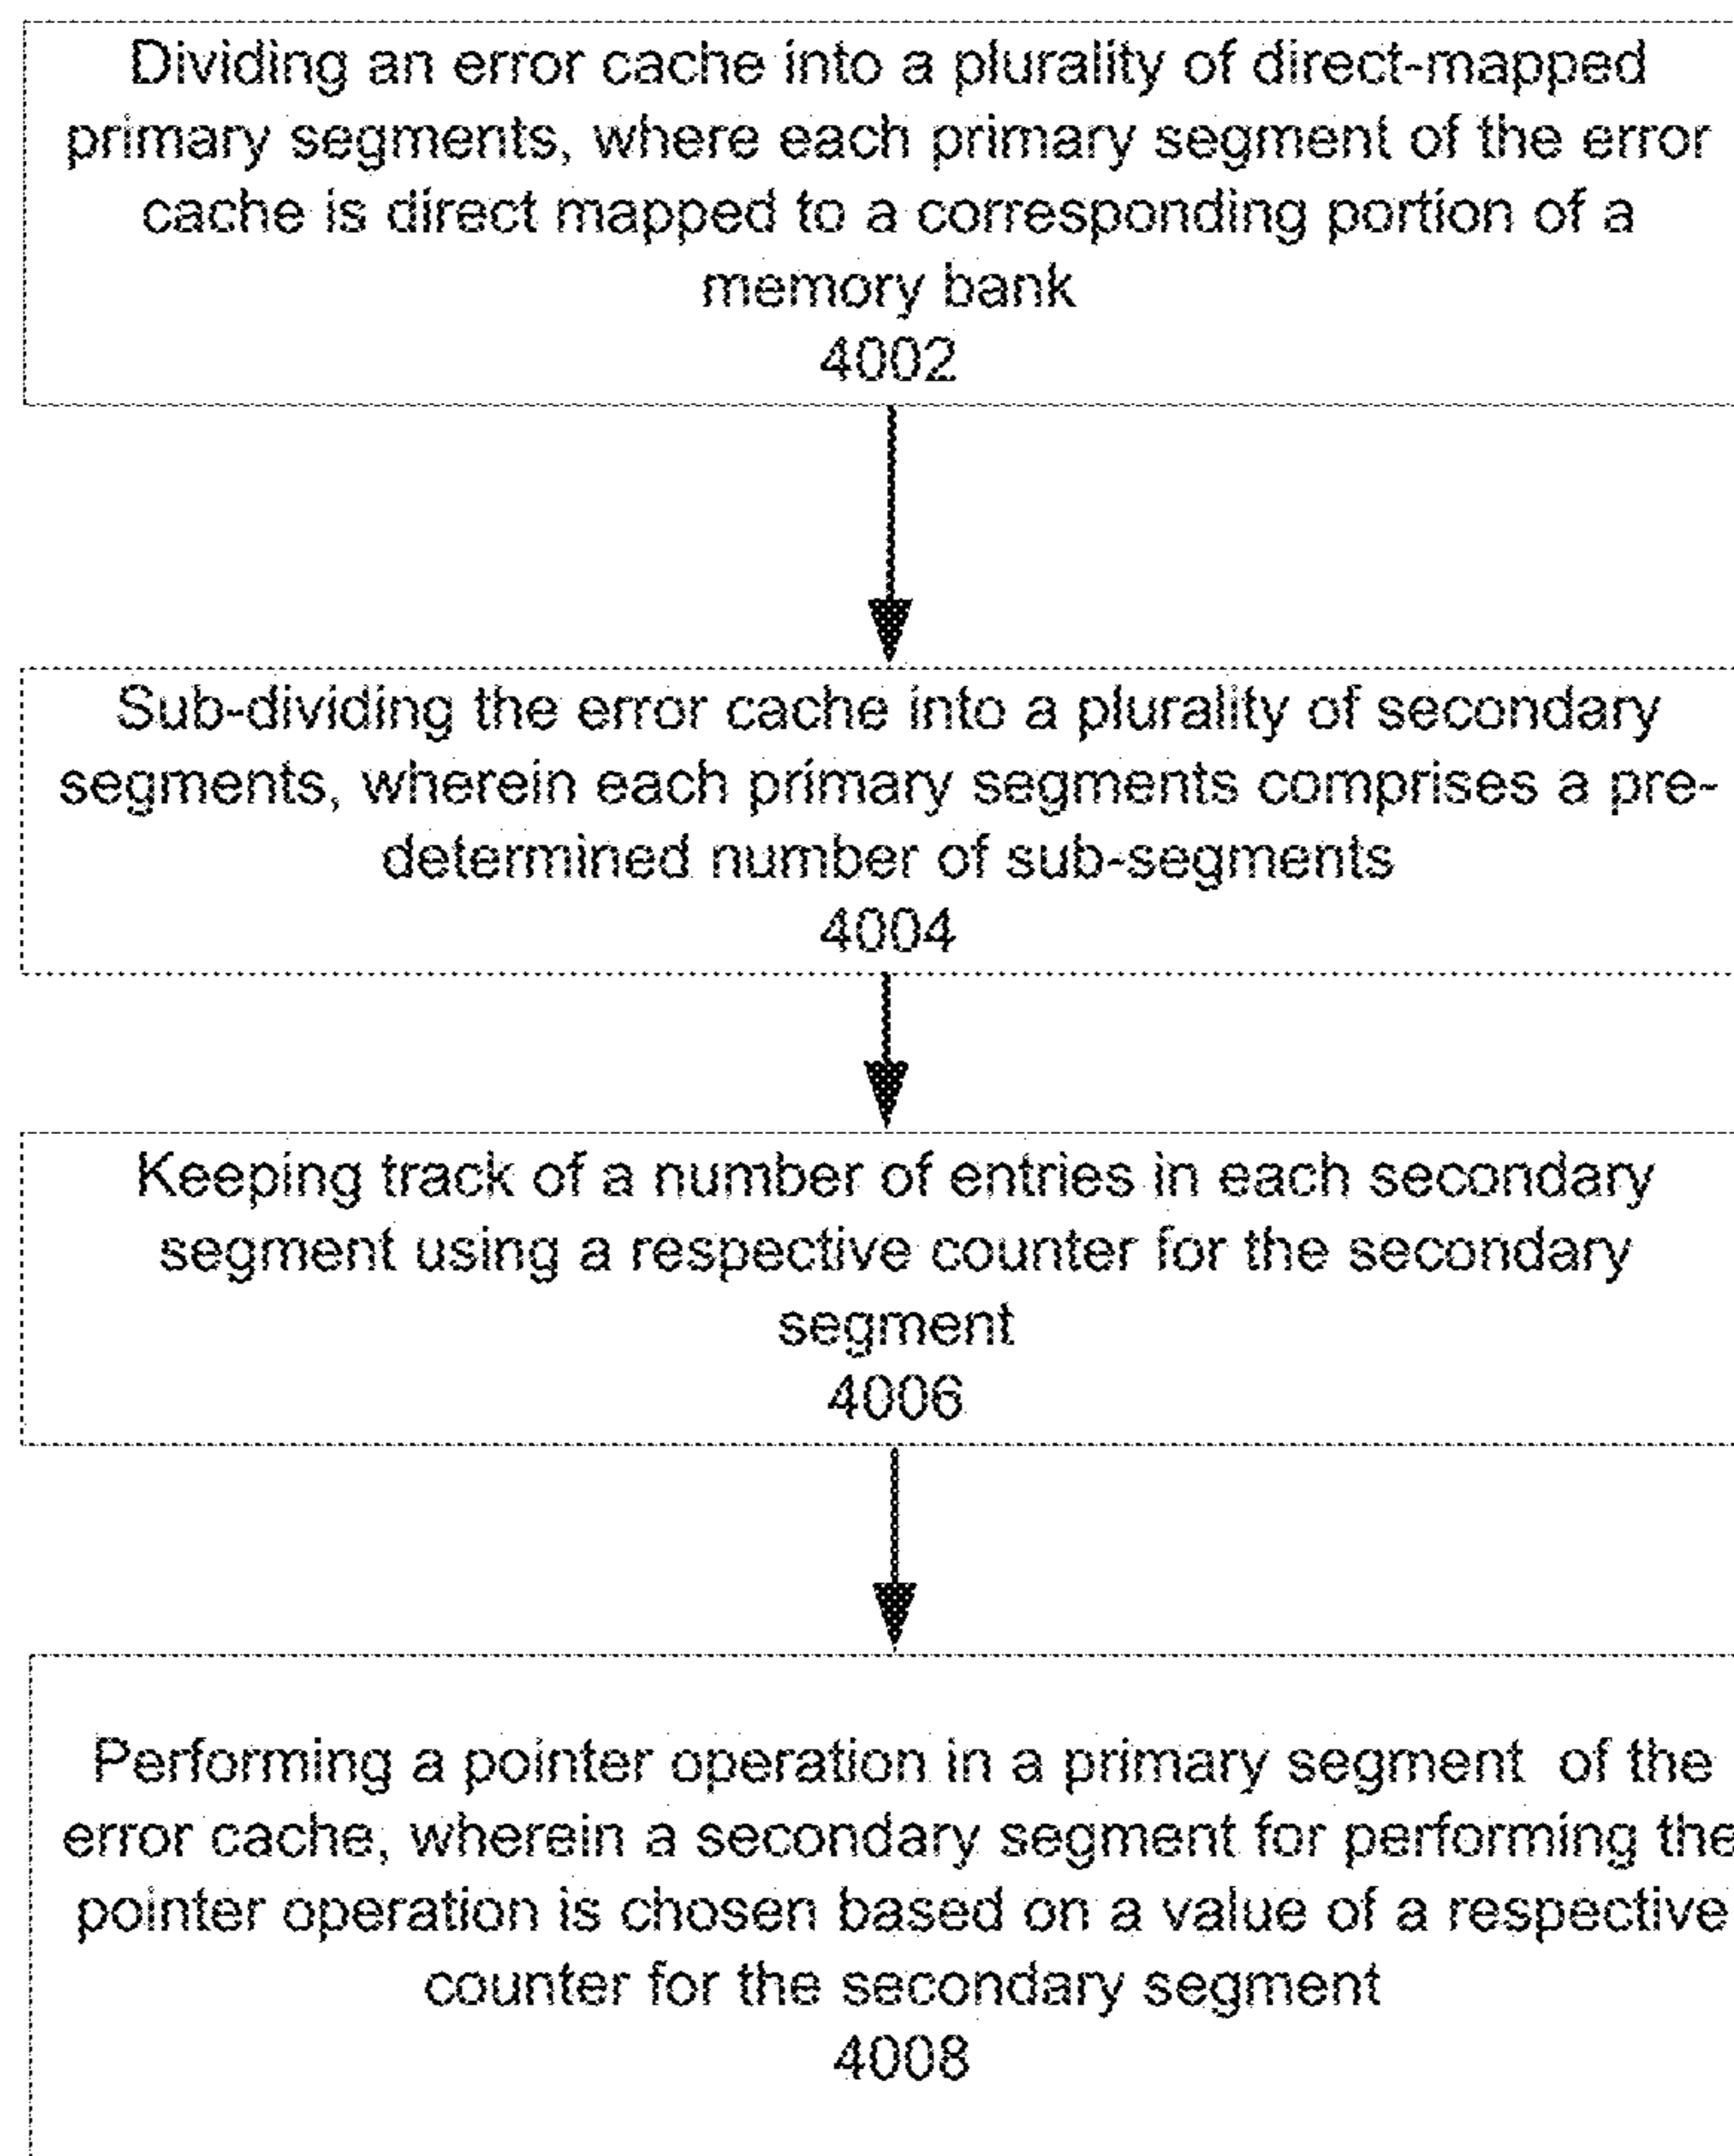 Dividing an error cache into a plurality of direct-mapped
primary segments, where each primary segment of the error
cache is direct mapped to a corresponding portion of a
memory bank
4002
Sub-dividing the error cache into a plurality of secondary
segments, wherein each primary segments comprises a pre-
determined number of sub-segments
4004
Keeping track of a number of entries in each secondary
segment using a respective counter for the secondary
segment
4006
Performing a pointer operation in a primary segment of the
error cache, wherein a secondary segment for performing the
pointer operation is chosen based on a value of a respective
counter for the secondary segment
4008